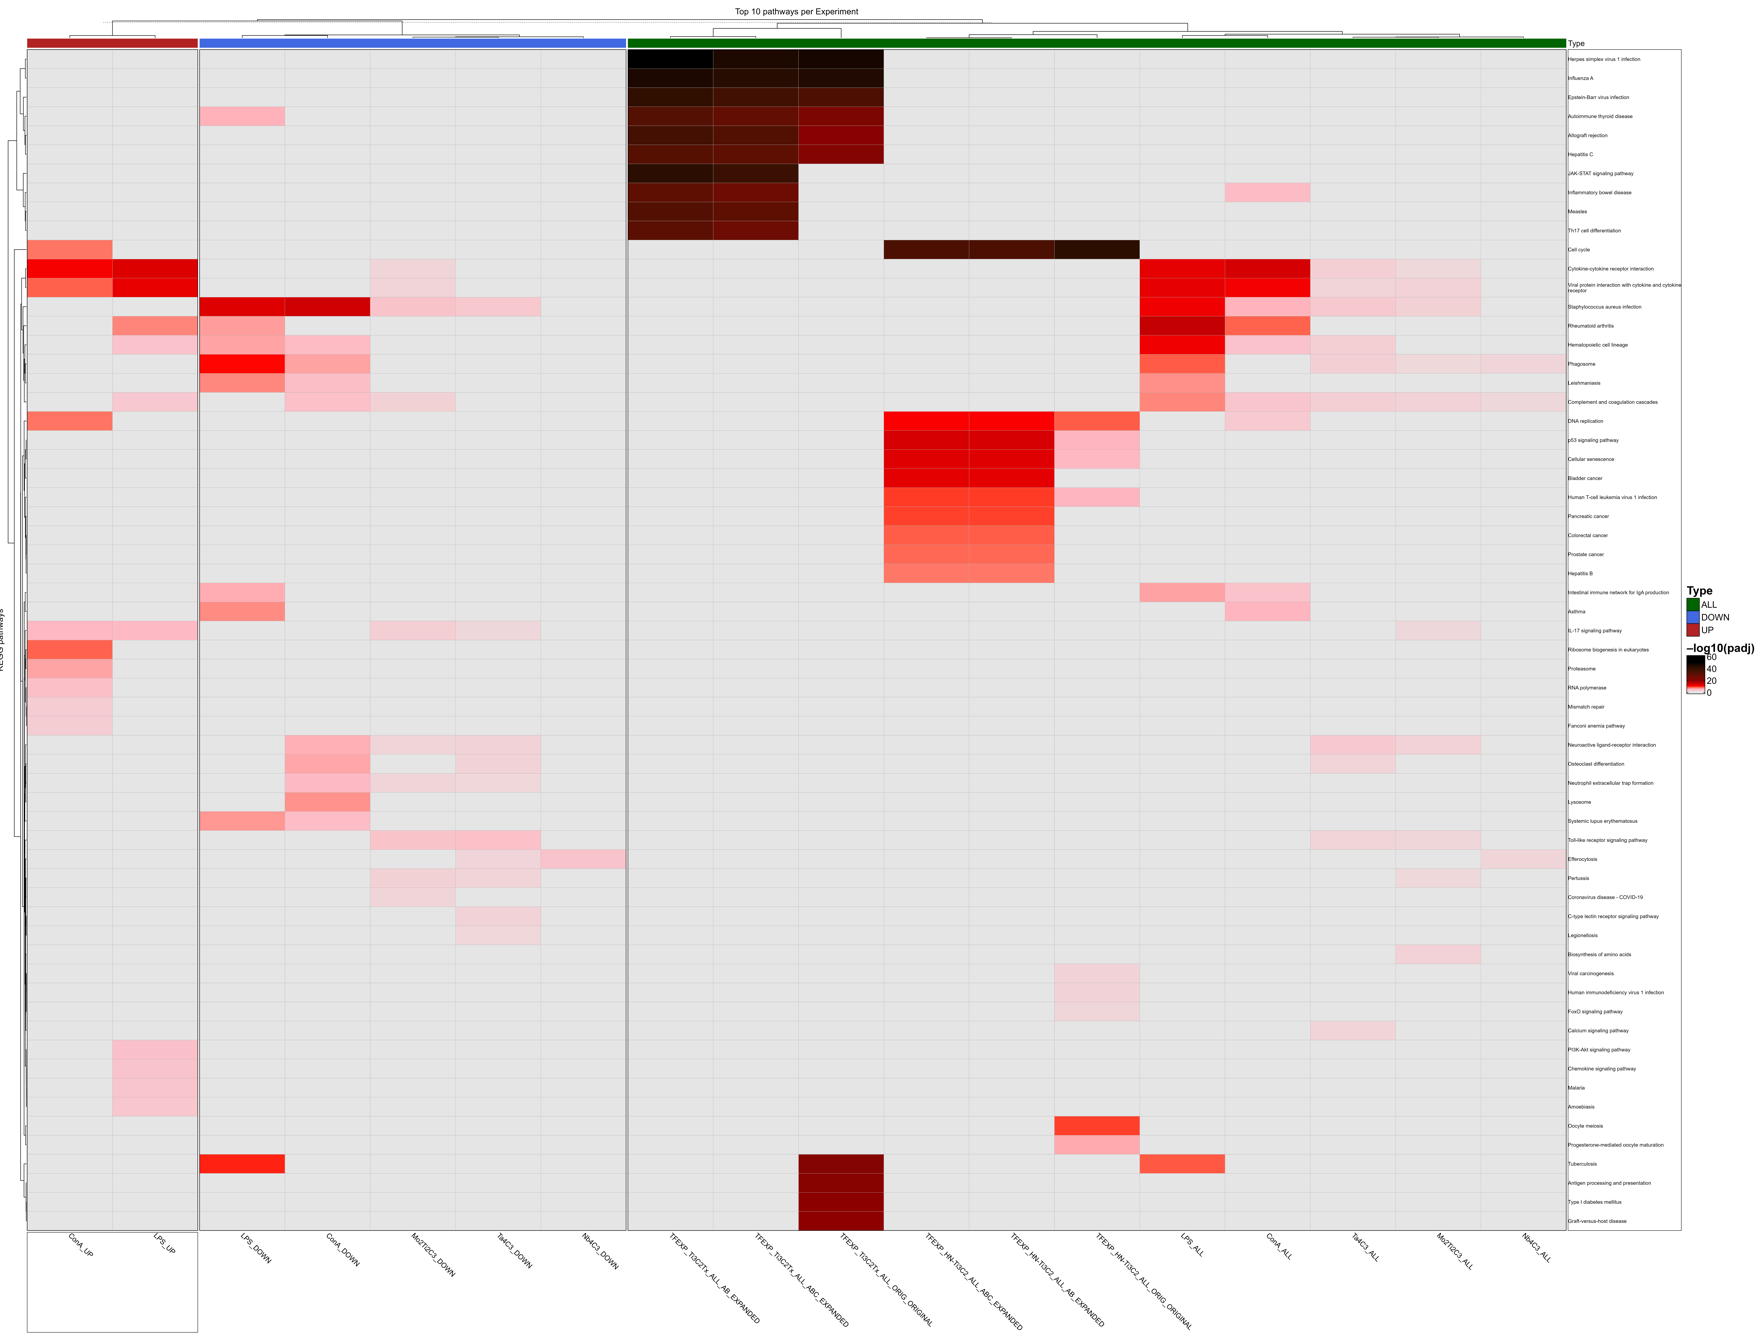 Top 10 pathways per Experiment
Type
Herpes simplex virus 1 infection
Influenza A
Epstein-Barr virus infection
Autoimmune thyroid disease
Allograft rejection
Hepatitis C
JAK-STAT signaling pathway
Inflammatory bowel disease
Measles
Th17 cell differentiation
Cell cycle
Cytokine-cytokine receptor interaction
Viral protein interaction with cytokine and cytokine
receptor
Staphylococcus aureus infection
Rheumatoid arthritis
Hematopoietic cell lineage
Phagosome
Leishmaniasis
Complement and coagulation cascades
DNA replication
p53 signaling pathway
Cellular senescence
Bladder cancer
Human T-cell leukemia virus 1 infection
Pancreatic cancer
Colorectal cancer
Prostate cancer
Hepatitis B
Intestinal immune network for IgA production
Asthma
IL-17 signaling pathway
Ribosome biogenesis in eukaryotes
Proteasome
RNA polymerase
Mismatch repair
Fanconi anemia pathway
Neuroactive ligand-receptor interaction
Osteoclast differentiation
Neutrophil extracellular trap formation
Lysosome
Systemic lupus erythematosus
Toll-like receptor signaling pathway
Efferocytosis
Pertussis
Coronavirus disease - COVID-19
C-type lectin receptor signaling pathway
Legionellosis
Biosynthesis of amino acids
Viral carcinogenesis
Human immunodeficiency virus 1 infection
FoxO signaling pathway
Calcium signaling pathway
PI3K-Akt signaling pathway
Chemokine signaling pathway
Malaria
Amoebiasis
Oocyte meiosis
Progesterone-mediated oocyte maturation
Tuberculosis
Antigen processing and presentation
Type I diabetes mellitus
Graft-versus-host disease
Type
ALL
DOWN
UP
−log10(padj)
60
40
20
0
ConA_UP
LPS_UP
LPS_DOWN
ConA_DOWN
Mo2Ti2C3_DOWN
Ta4C3_DOWN
Nb4C3_DOWN
TFEXP_Ti3C2Tx_ALL_AB_EXPANDED
TFEXP_Ti3C2Tx_ALL_ABC_EXPANDED
TFEXP_Ti3C2Tx_ALL_ORIG_ORIGINAL
TFEXP_HN-Ti3C2_ALL_ABC_EXPANDED
TFEXP_HN-Ti3C2_ALL_AB_EXPANDED
TFEXP_HN-Ti3C2_ALL_ORIG_ORIGINAL
LPS_ALL
ConA_ALL
Ta4C3_ALL
Mo2Ti2C3_ALL
Nb4C3_ALL